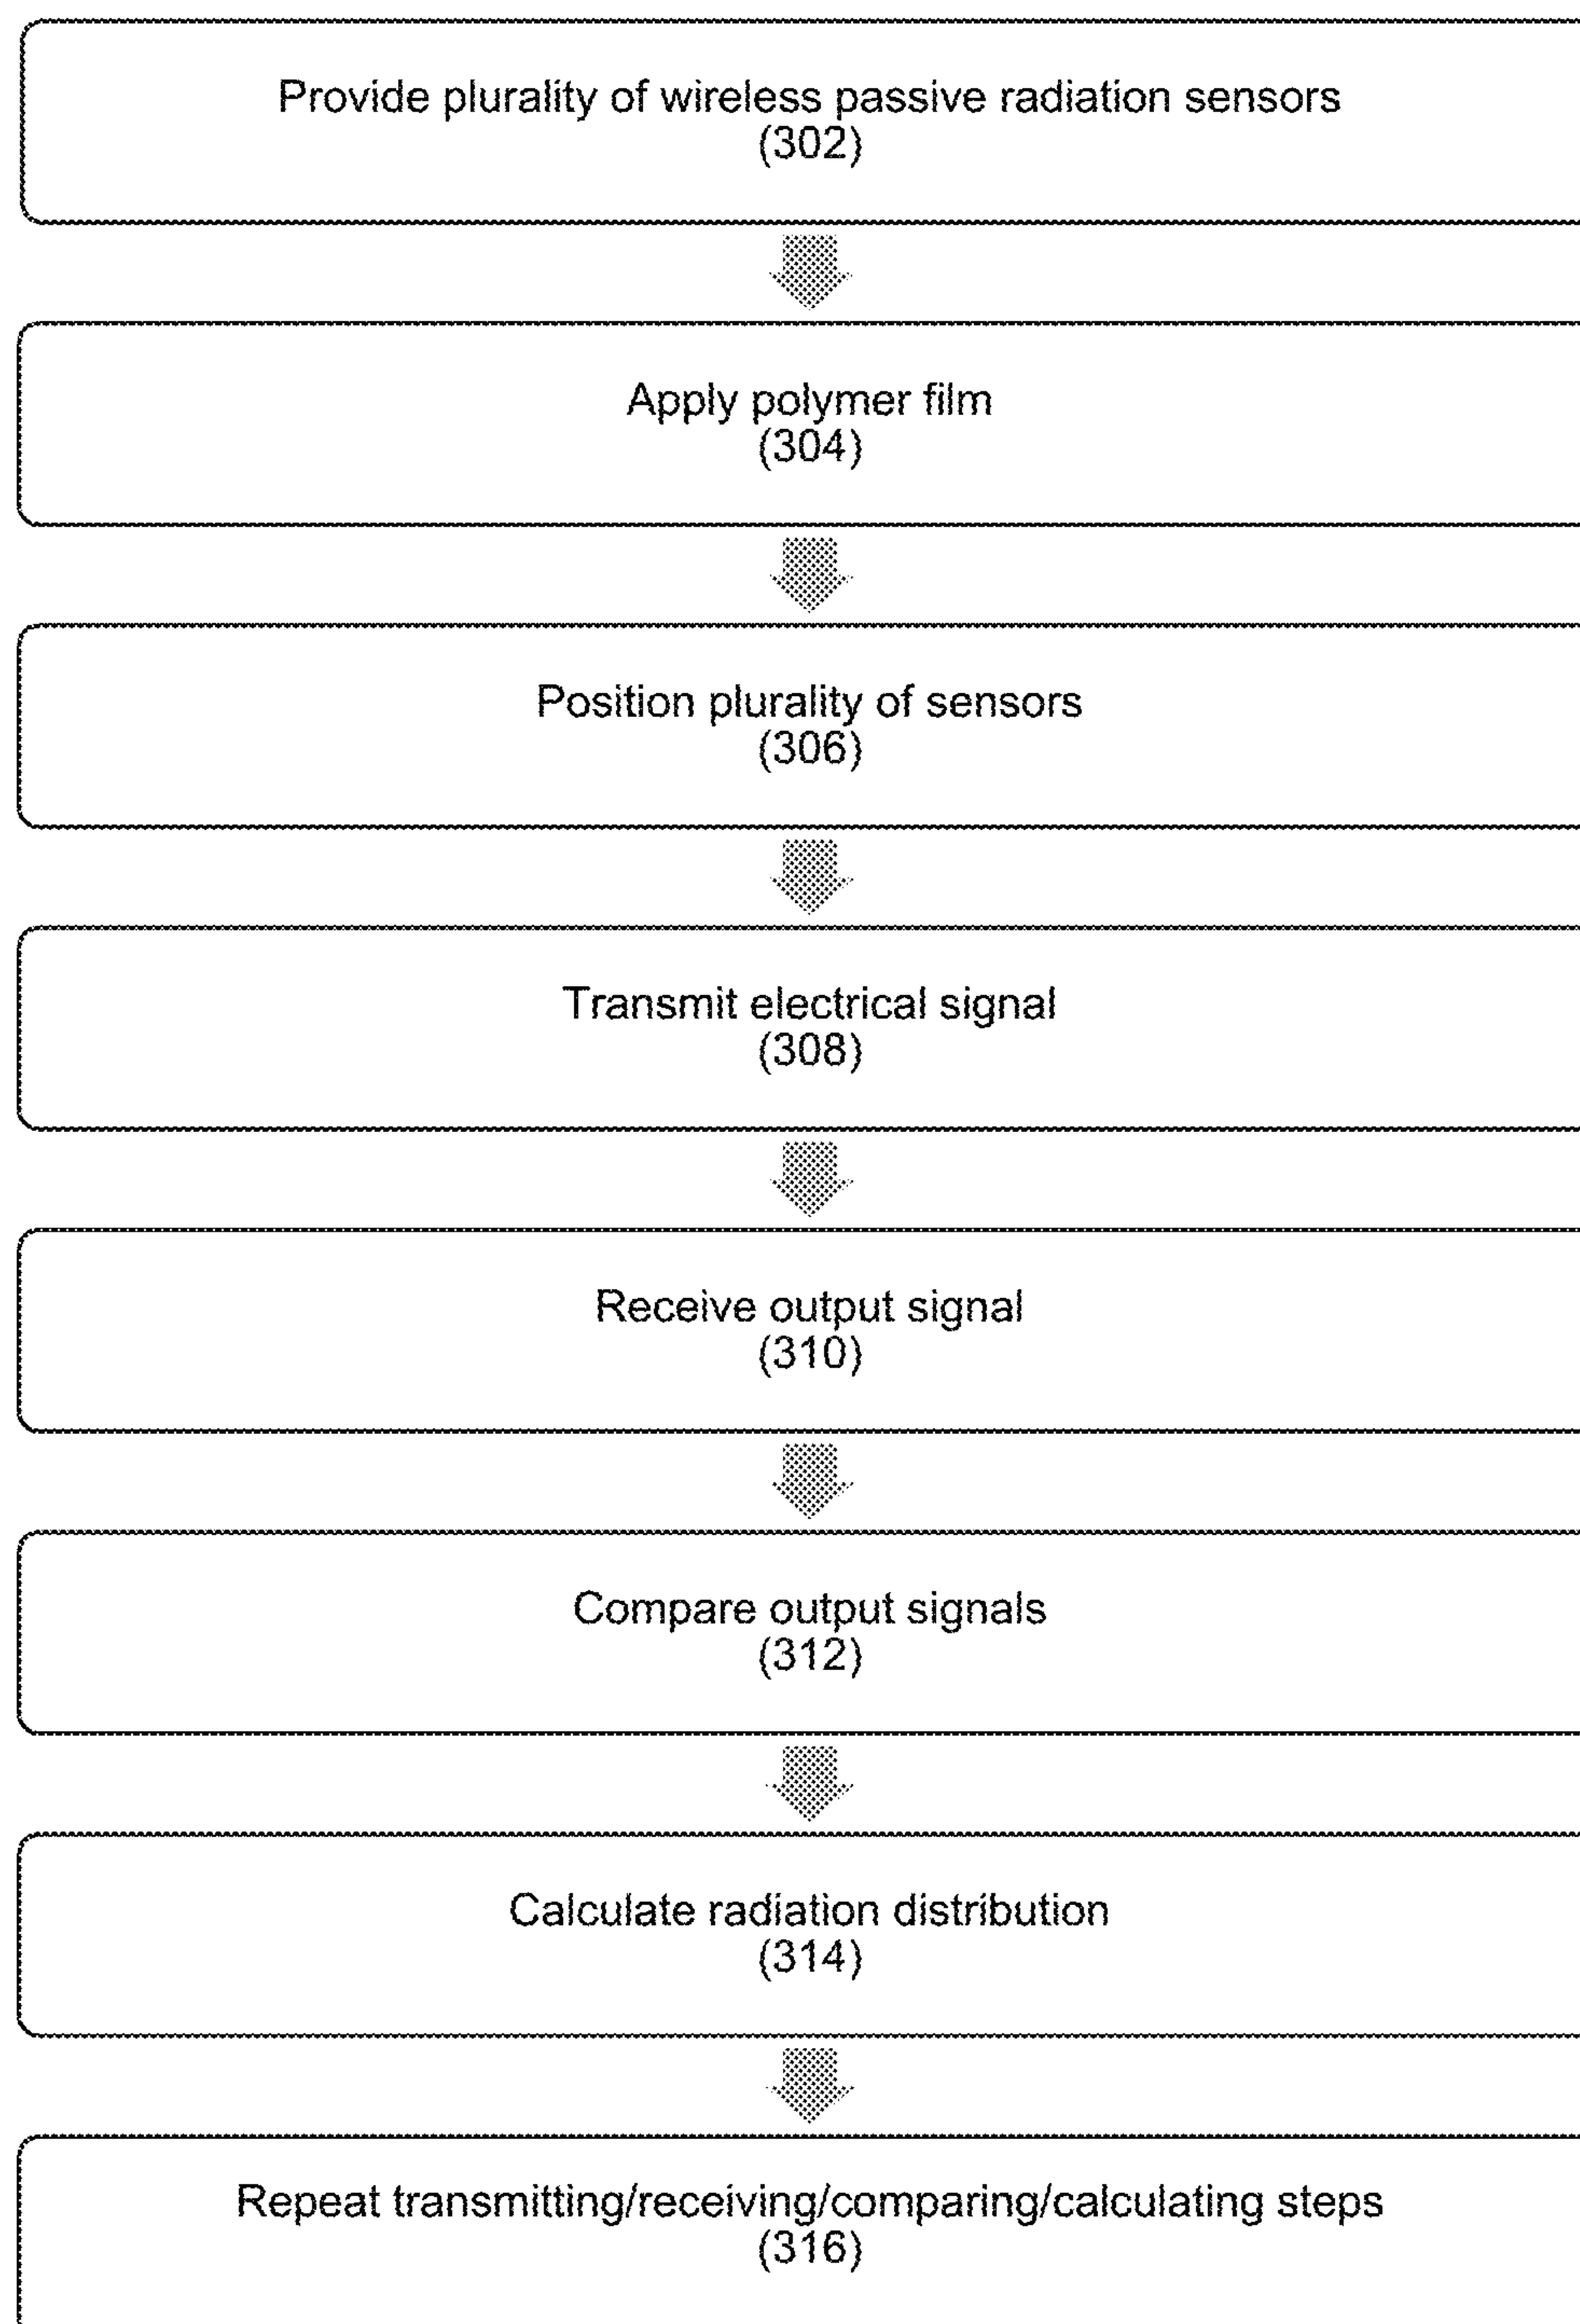 Provide plurality of wireless passive radiation sensors
(302)
Apply polymer film
(304)
Position plurality of sensors
(306)
Transmit electrical signal
(308)
Receive output signal
(310)
Compare output signals
(312)
Calculate radiation distribution
(314)
Repeat transmitting/receiving/comparing/calculating steps
(316)